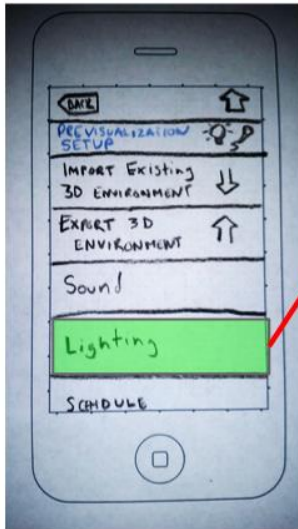 BACK
PREVISUALIZATION
SETUP
IMPORT Existing
3D ENVIRONMENT
EXPORT 3D
ENVIRONMENT
Sound
Lighting
SCHEDULE